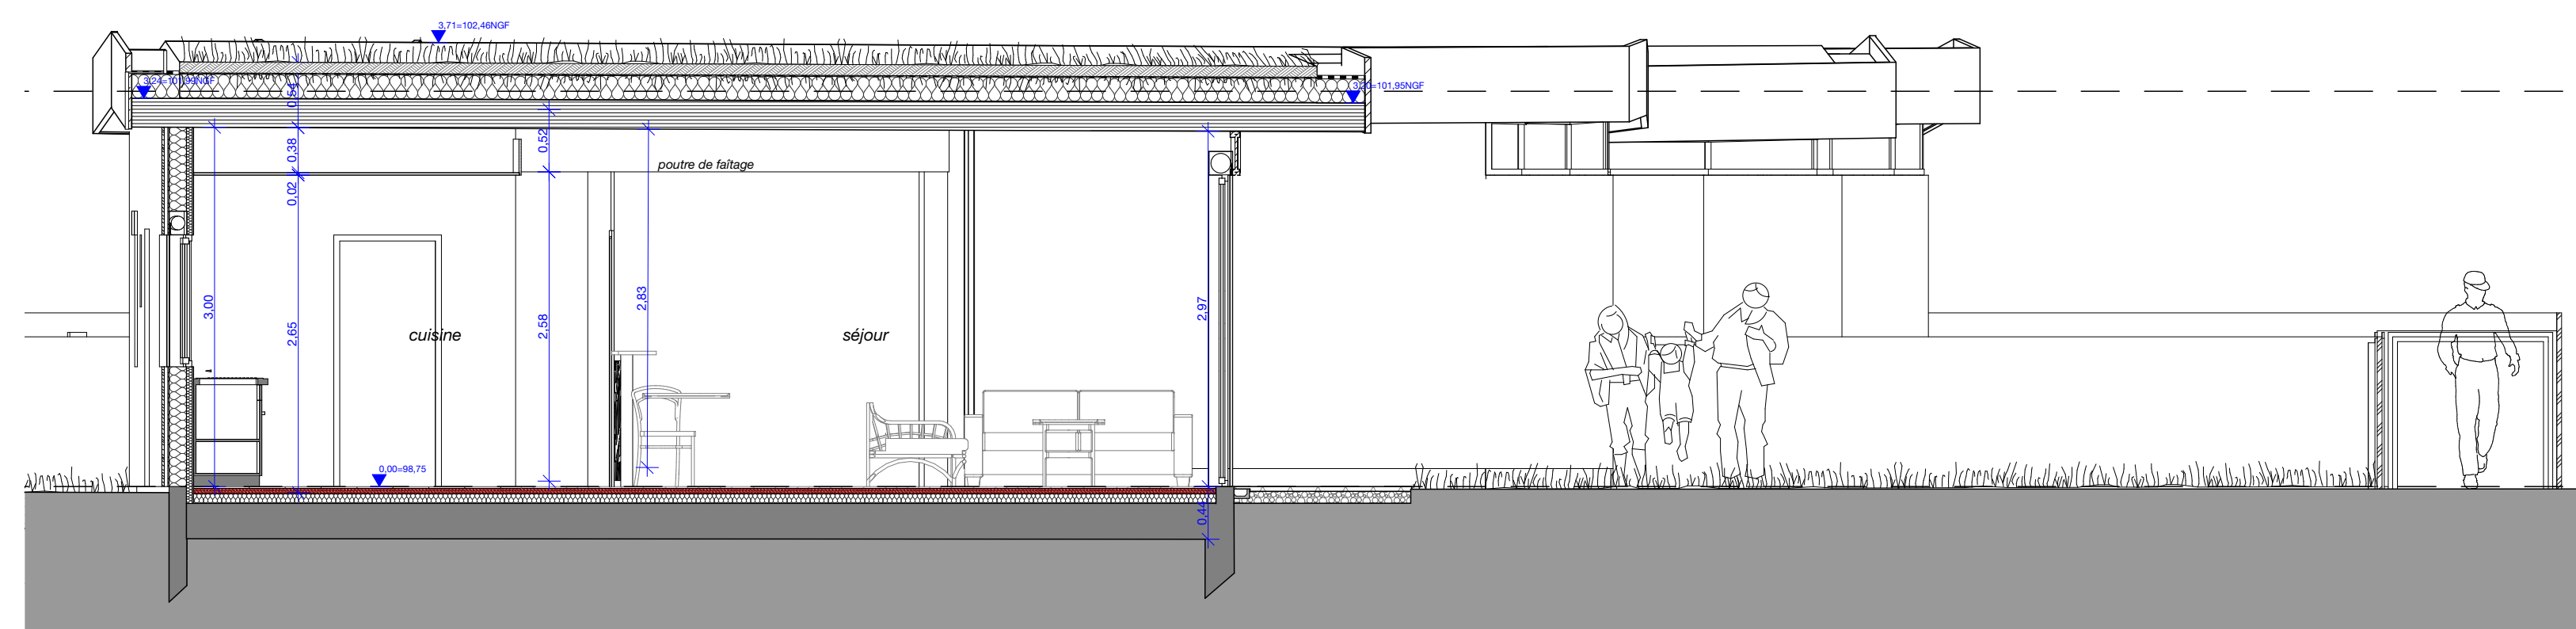 3,71=102,46NGF
3,24=101,99NGF
3,20=101,95NGF
0,54
0,38
0,52
0,02
poutre de faîtage
3,00
2,65
2,58
2,83
2,97
cuisine
séjour
0,00=98,75
0,44